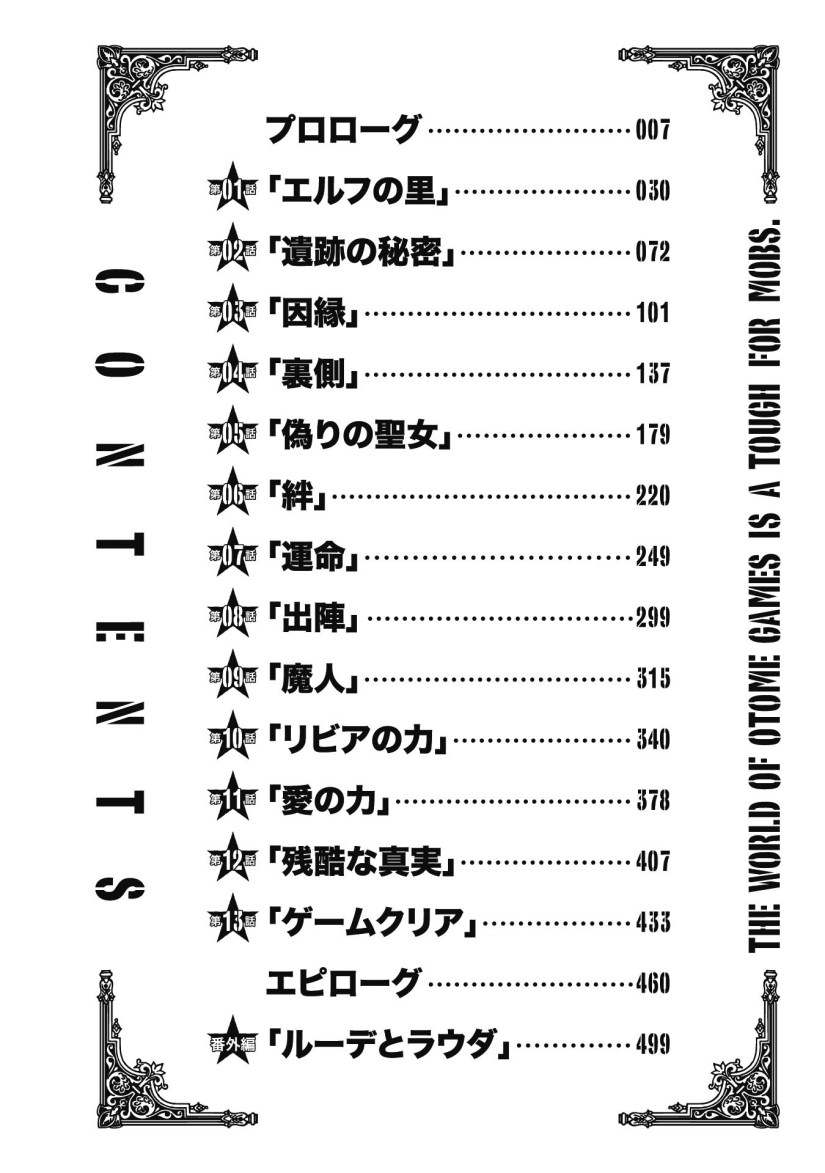 CONTENTS
プロローグ……………………007
第01話「エルフの里」…………………030
第02話「遺跡の秘密」…………………072
第03話「因縁」……………………………101
第04話「裏側」……………………………137
第05話「偽りの聖女」…………………179
第06話「絆」………………………………220
第07話「運命」……………………………249
第08話「出陣」……………………………299
第09話「魔人」……………………………315
第10話「リビアの力」…………………340
第11話「愛の力」………………………378
第12話「残酷な真実」…………………407
第13話「ゲームクリア」………………433
エピローグ……………………460
番外編「ルーデとラウダ」……………499
THE WORLD OF OTOME GAMES IS A TOUGH FOR MOBS.